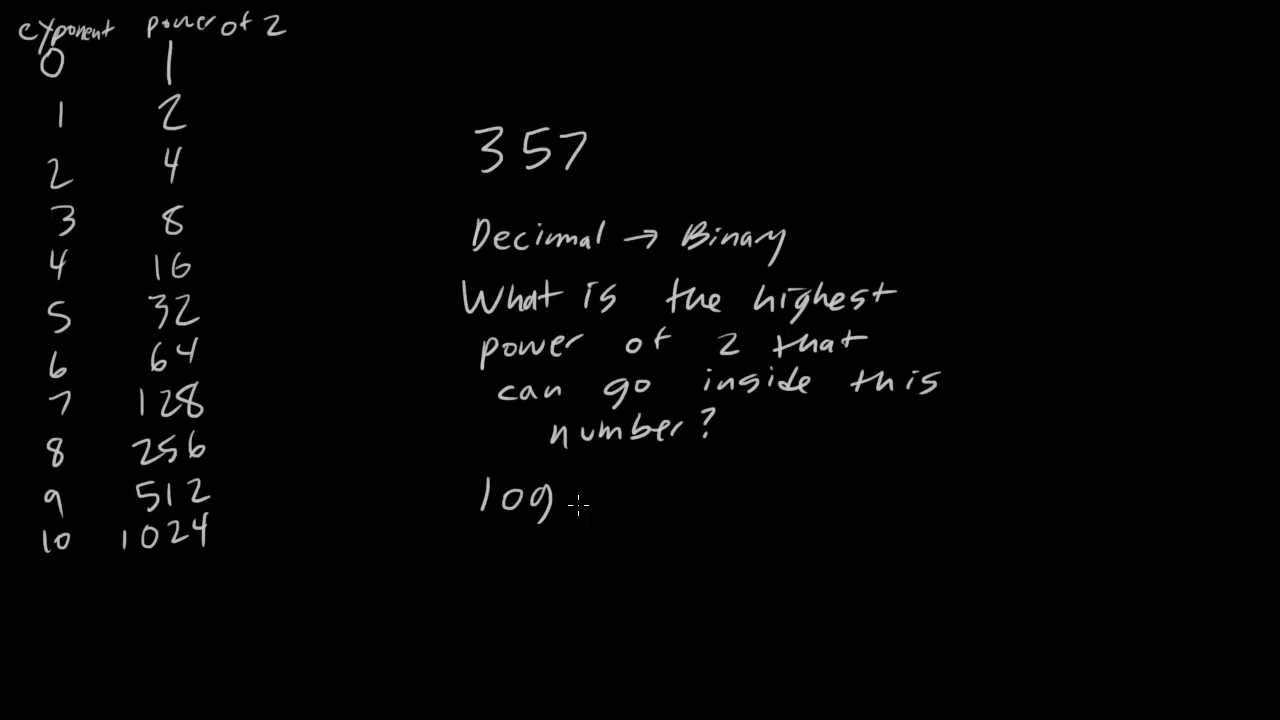 exponent power of 2
0 1
1 2
2 4
3 8
4 16
5 32
6 64
7 128
8 256
9 512
10 1024
357
Decimal → Binary
What is the highest
power of 2 that
can go inside this
number?
log